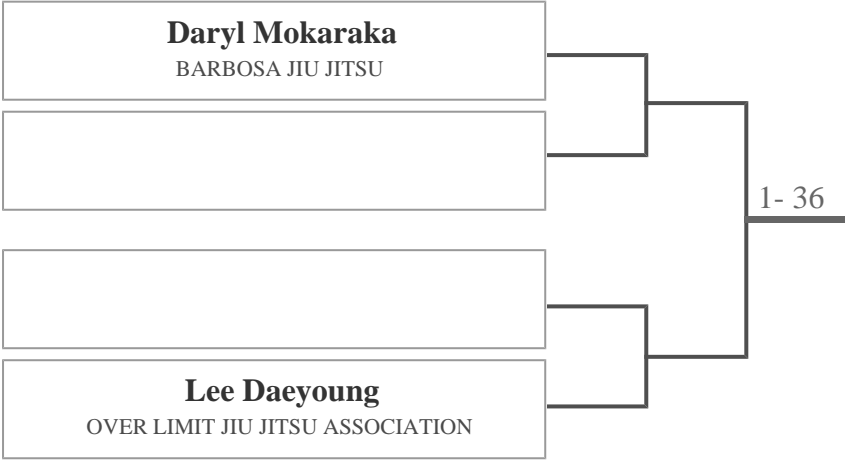 Daryl Mokaraka
BARBOSA JIU JITSU
1- 36
Lee Daeyoung
OVER LIMIT JIU JITSU ASSOCIATION